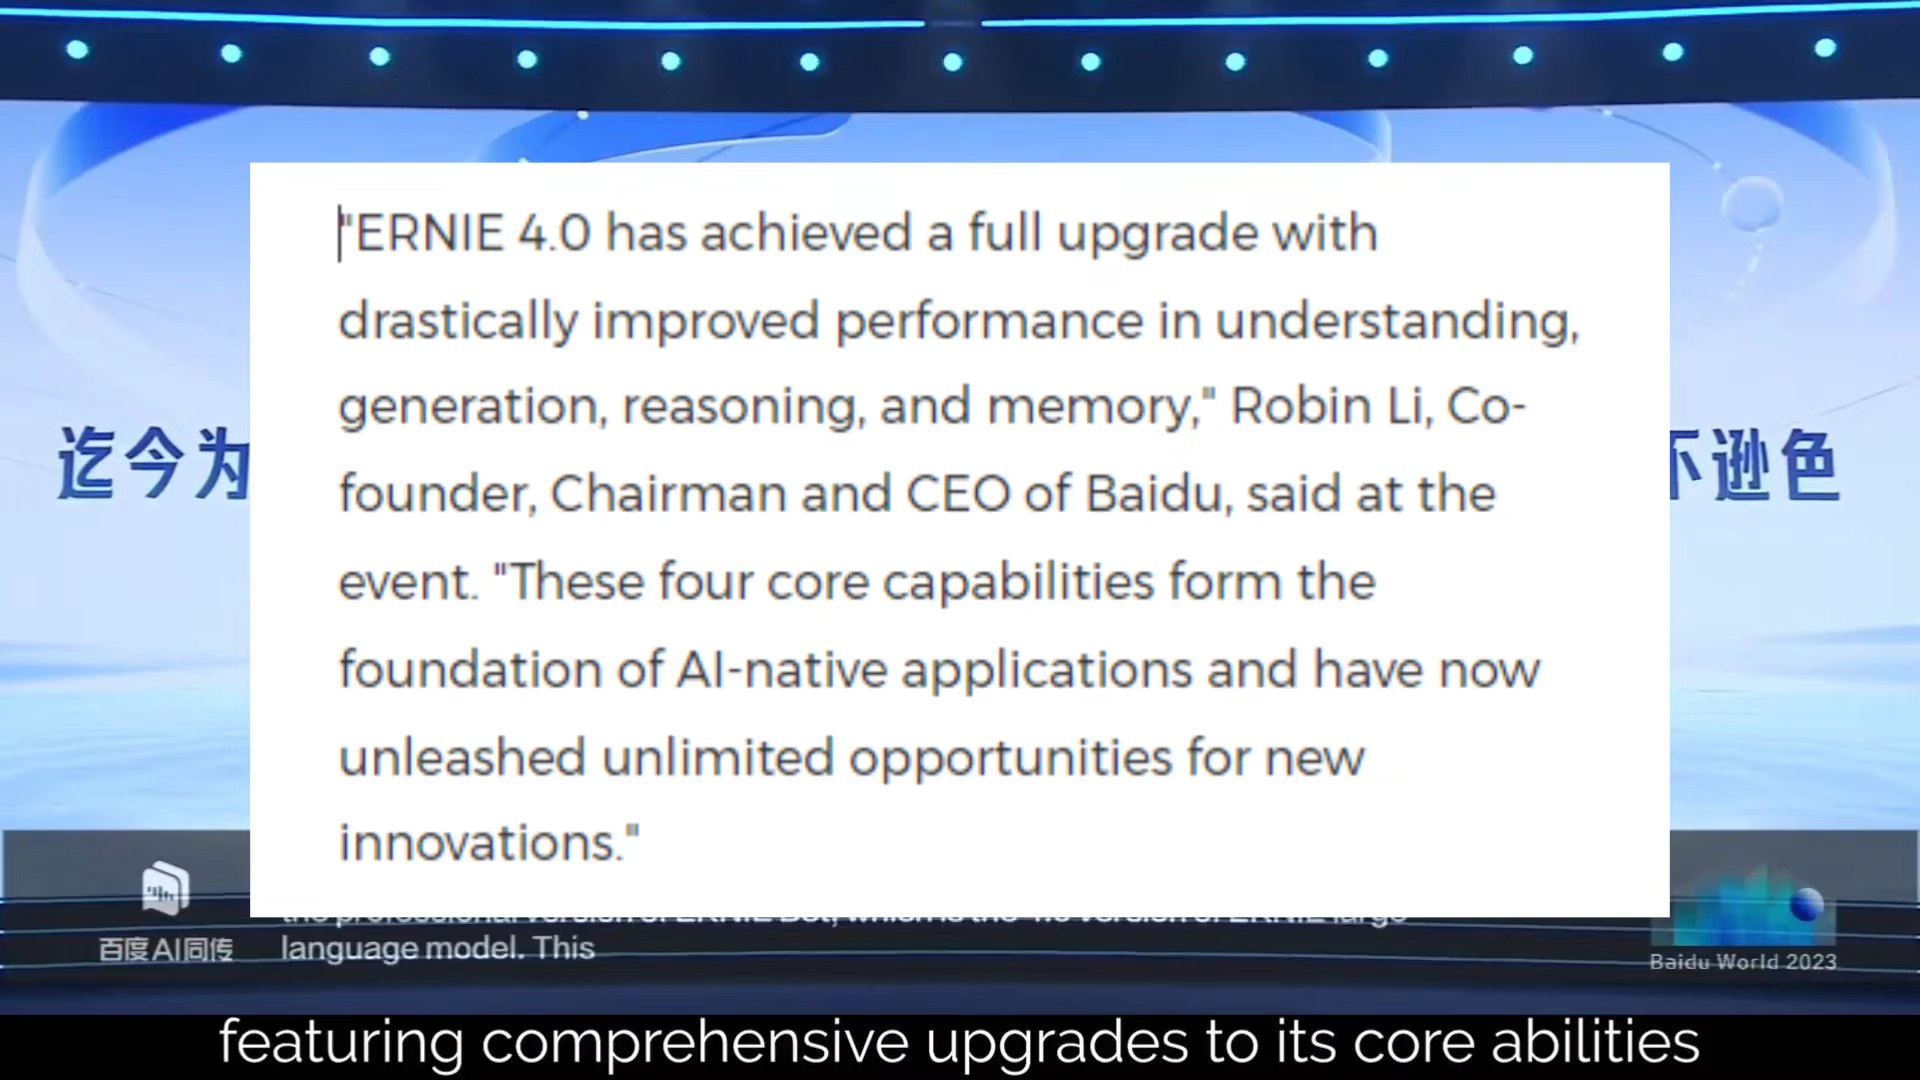 "ERNIE 4.0 has achieved a full upgrade with
drastically improved performance in understanding,
generation, reasoning, and memory," Robin Li, Co-
founder, Chairman and CEO of Baidu, said at the
event. "These four core capabilities form the
foundation of AI-native applications and have now
unleashed unlimited opportunities for new
innovations."
迄今为 不逊色
百度AI同传
language model. This
Baidu World 2023
featuring comprehensive upgrades to its core abilities